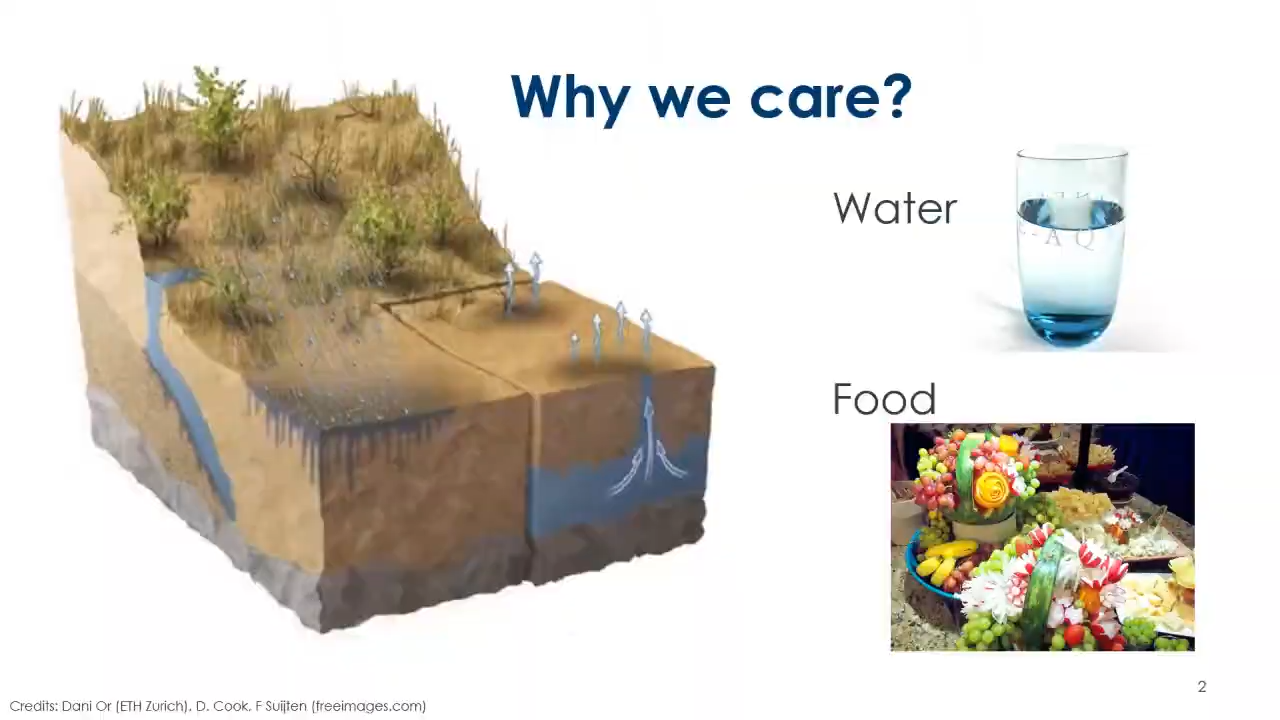 Why we care?
Water
Food
2
Credits: Dani Or (ETH Zurich), D. Cook, F Suijten (freeimages.com)